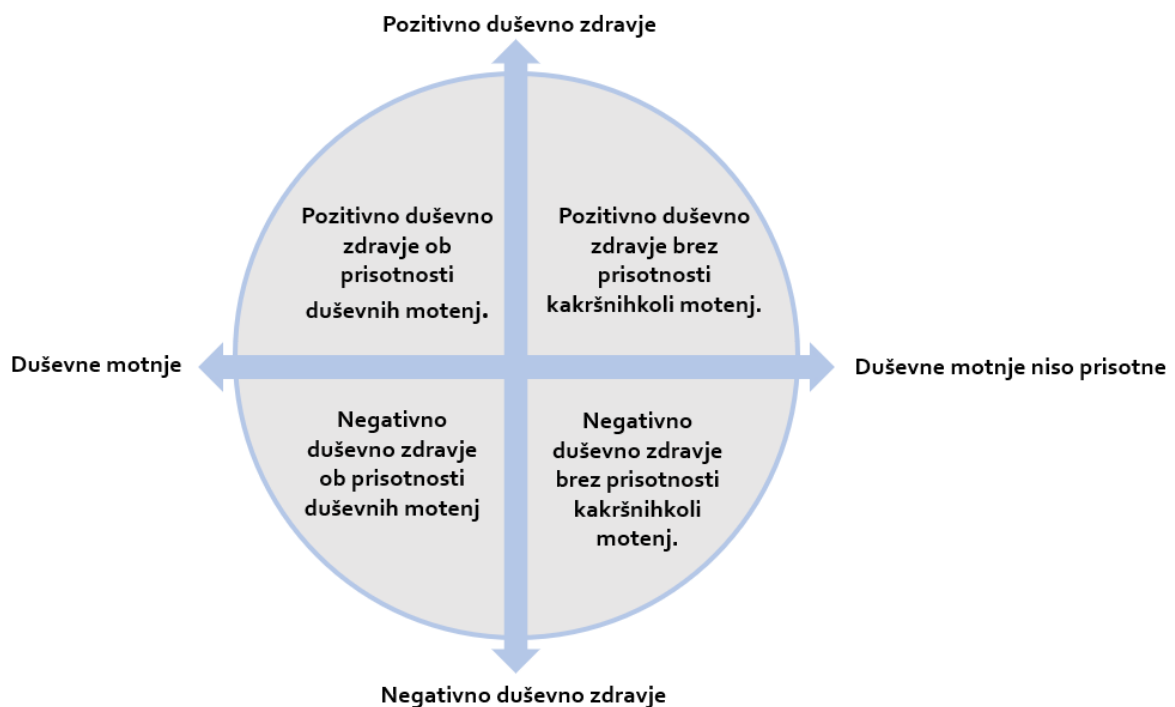 Pozitivno duševno zdravje
Pozitivno duševno
zdravje ob
prisotnosti
duševnih motenj.
Pozitivno duševno
zdravje brez
prisotnosti
kakršnihkoli motenj.
Duševne motnje
Duševne motnje niso prisotne
Negativno
duševno zdravje
ob prisotnosti
duševnih motenj
Negativno
duševno zdravje
brez prisotnosti
kakršnihkoli
motenj.
Negativno duševno zdravje